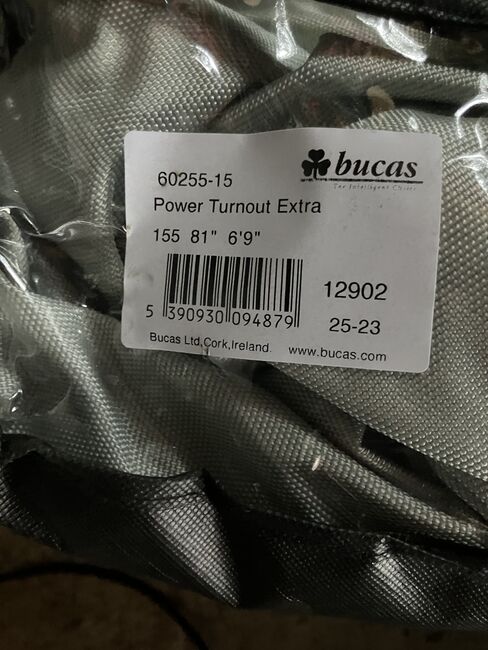 bucas
The Intelligent Choice
60255-15
Power Turnout Extra
155 81" 6'9"
5 390930 094879
12902
25-23
Bucas Ltd,Cork,Ireland. www.bucas.com